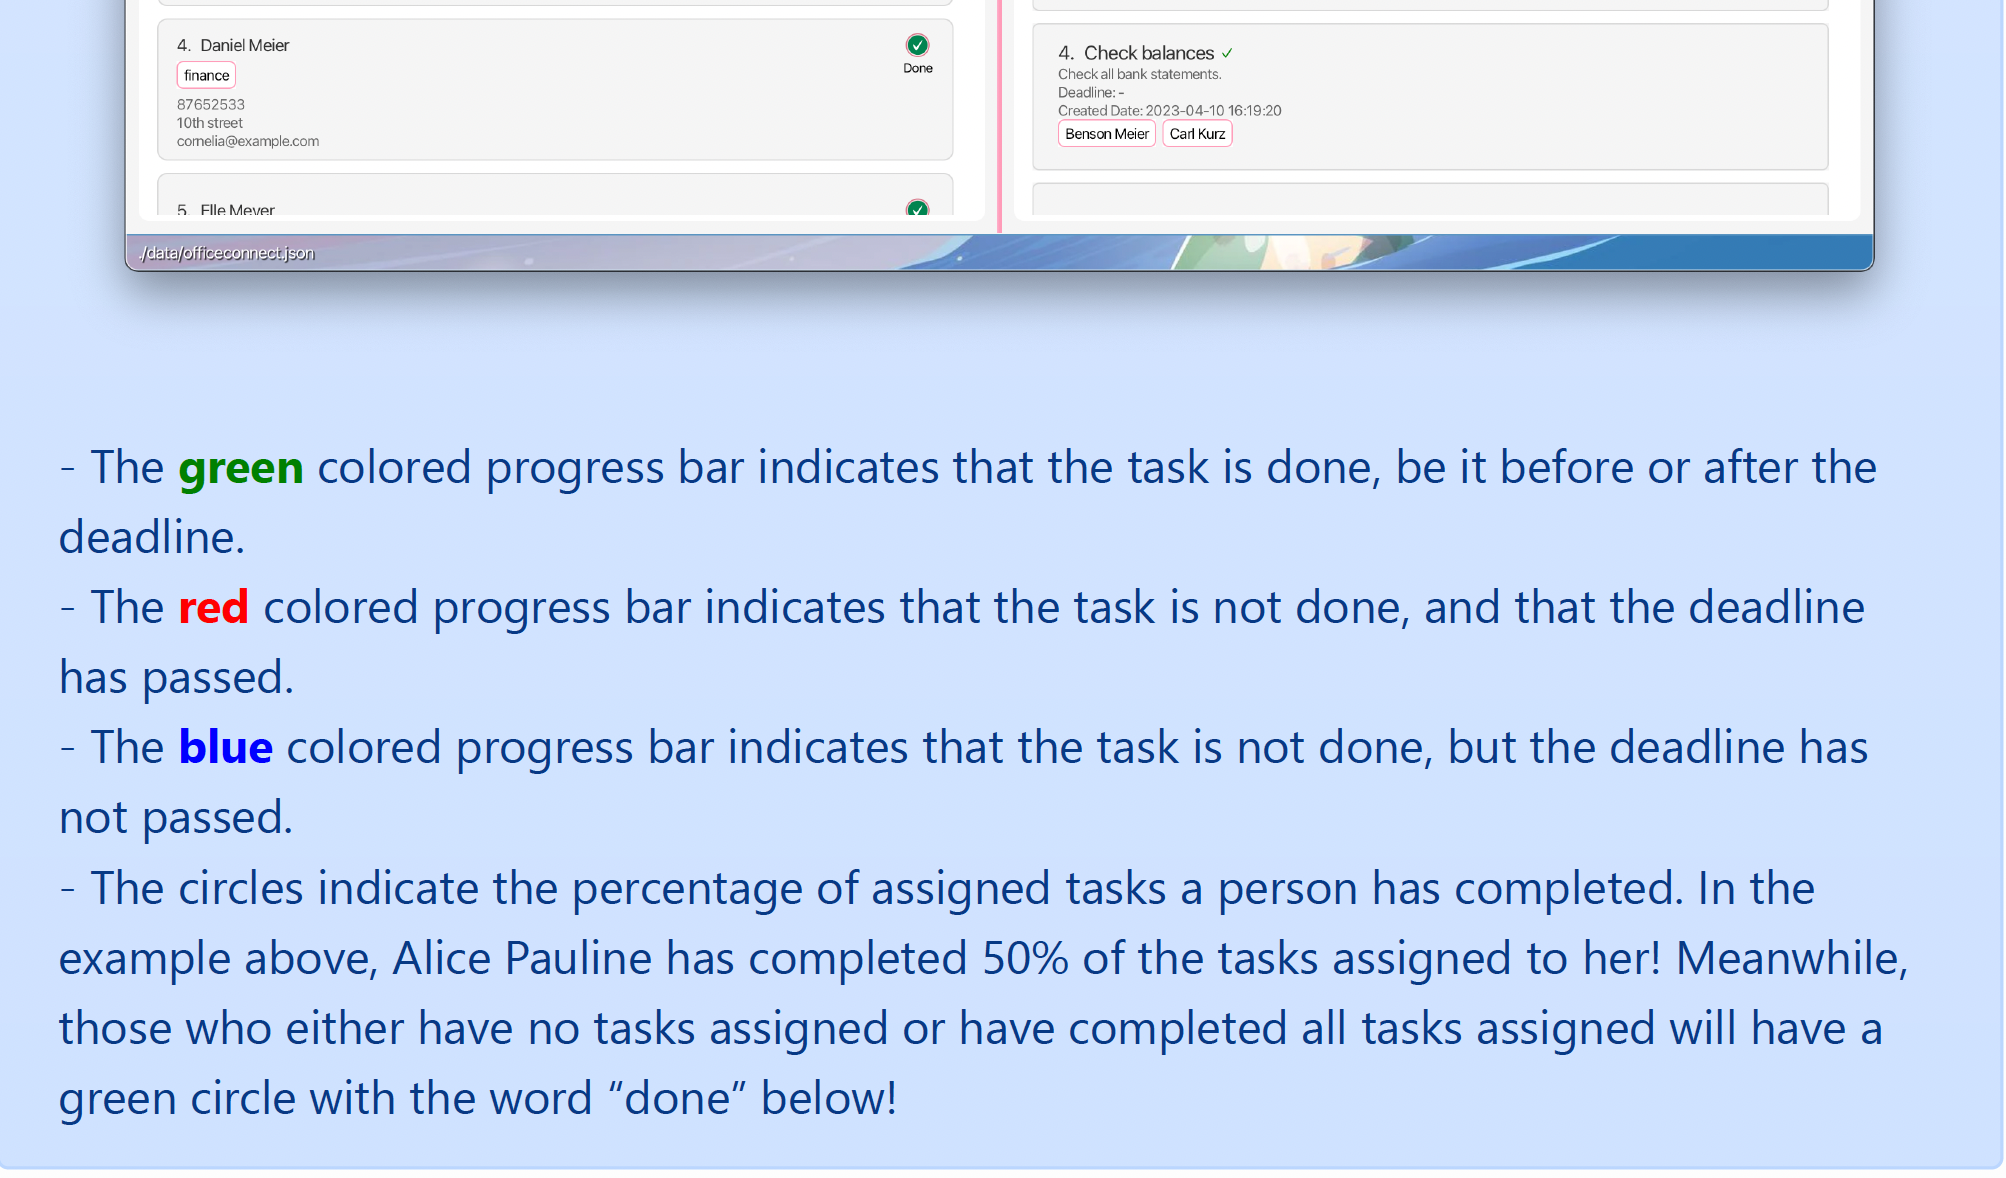 4. Daniel Meier
Done
finance
87652533
10th street
cornelia@example.com
5. Elle Meyer
4. Check balances ✓
Check all bank statements.
Deadline: -
Created Date: 2023-04-10 16:19:20
Benson Meier Carl Kurz
./data/officeconnect.json
- The green colored progress bar indicates that the task is done, be it before or after the
deadline.
- The red colored progress bar indicates that the task is not done, and that the deadline
has passed.
- The blue colored progress bar indicates that the task is not done, but the deadline has
not passed.
- The circles indicate the percentage of assigned tasks a person has completed. In the
example above, Alice Pauline has completed 50% of the tasks assigned to her! Meanwhile,
those who either have no tasks assigned or have completed all tasks assigned will have a
green circle with the word “done” below!